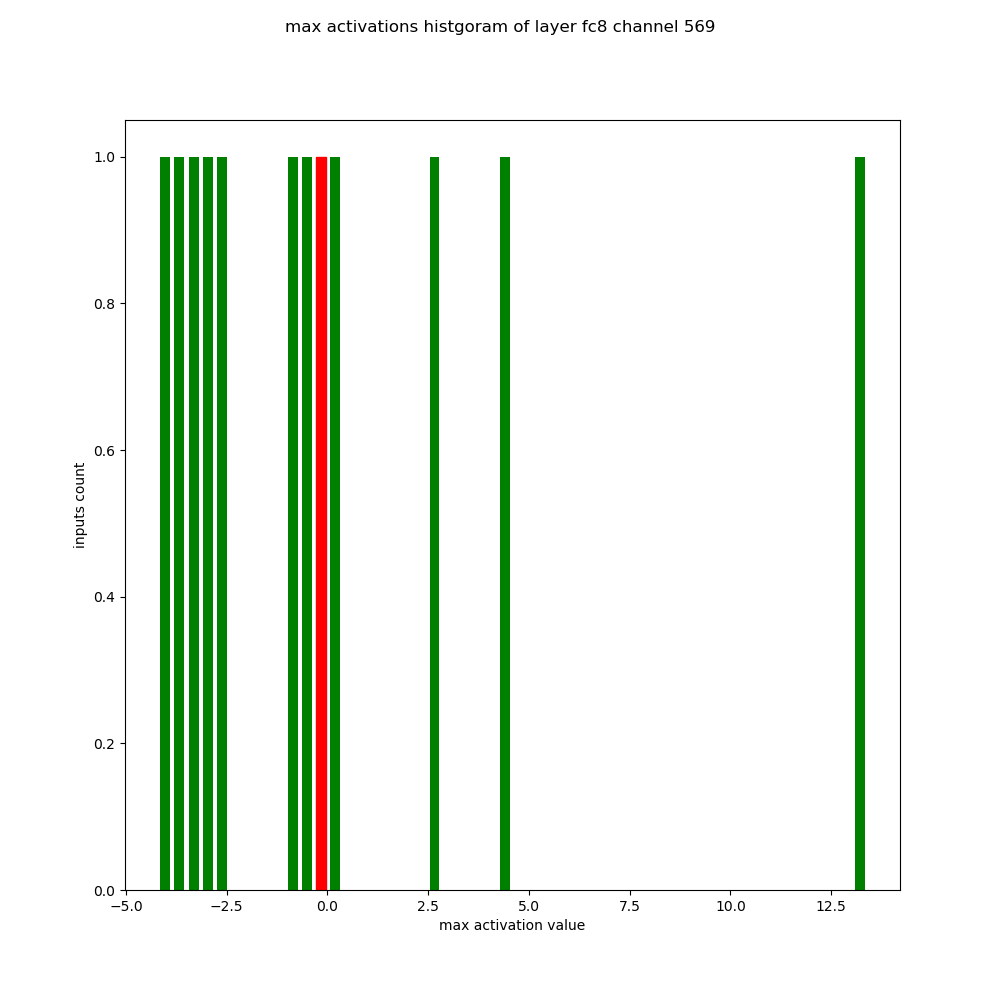 max activations histgoram of layer fc8 channel 569
1.0
0.8
0.6
0.4
0.2
0.0
inputs count
−5.0 −2.5 0.0 2.5 5.0 7.5 10.0 12.5
max activation value